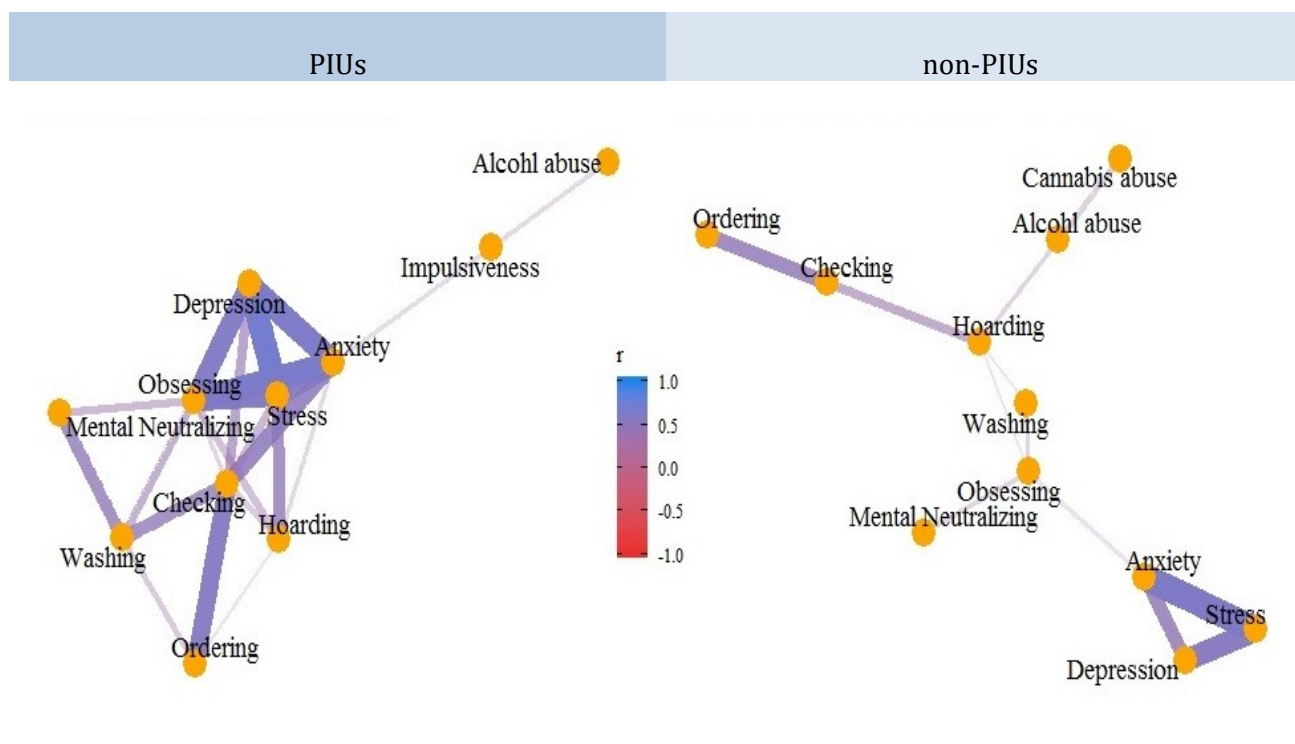 PIUs
non-PIUs
Alcohl abuse
Impulsiveness
Depression
Anxiety
Obsessing
Stress
Mental Neutralizing
Checking
Hoarding
Washing
Ordering
r
1.0
0.5
0.0
-0.5
-1.0
Cannabis abuse
Alcohl abuse
Ordering
Checking
Hoarding
Washing
Obsessing
Mental Neutralizing
Anxiety
Stress
Depression